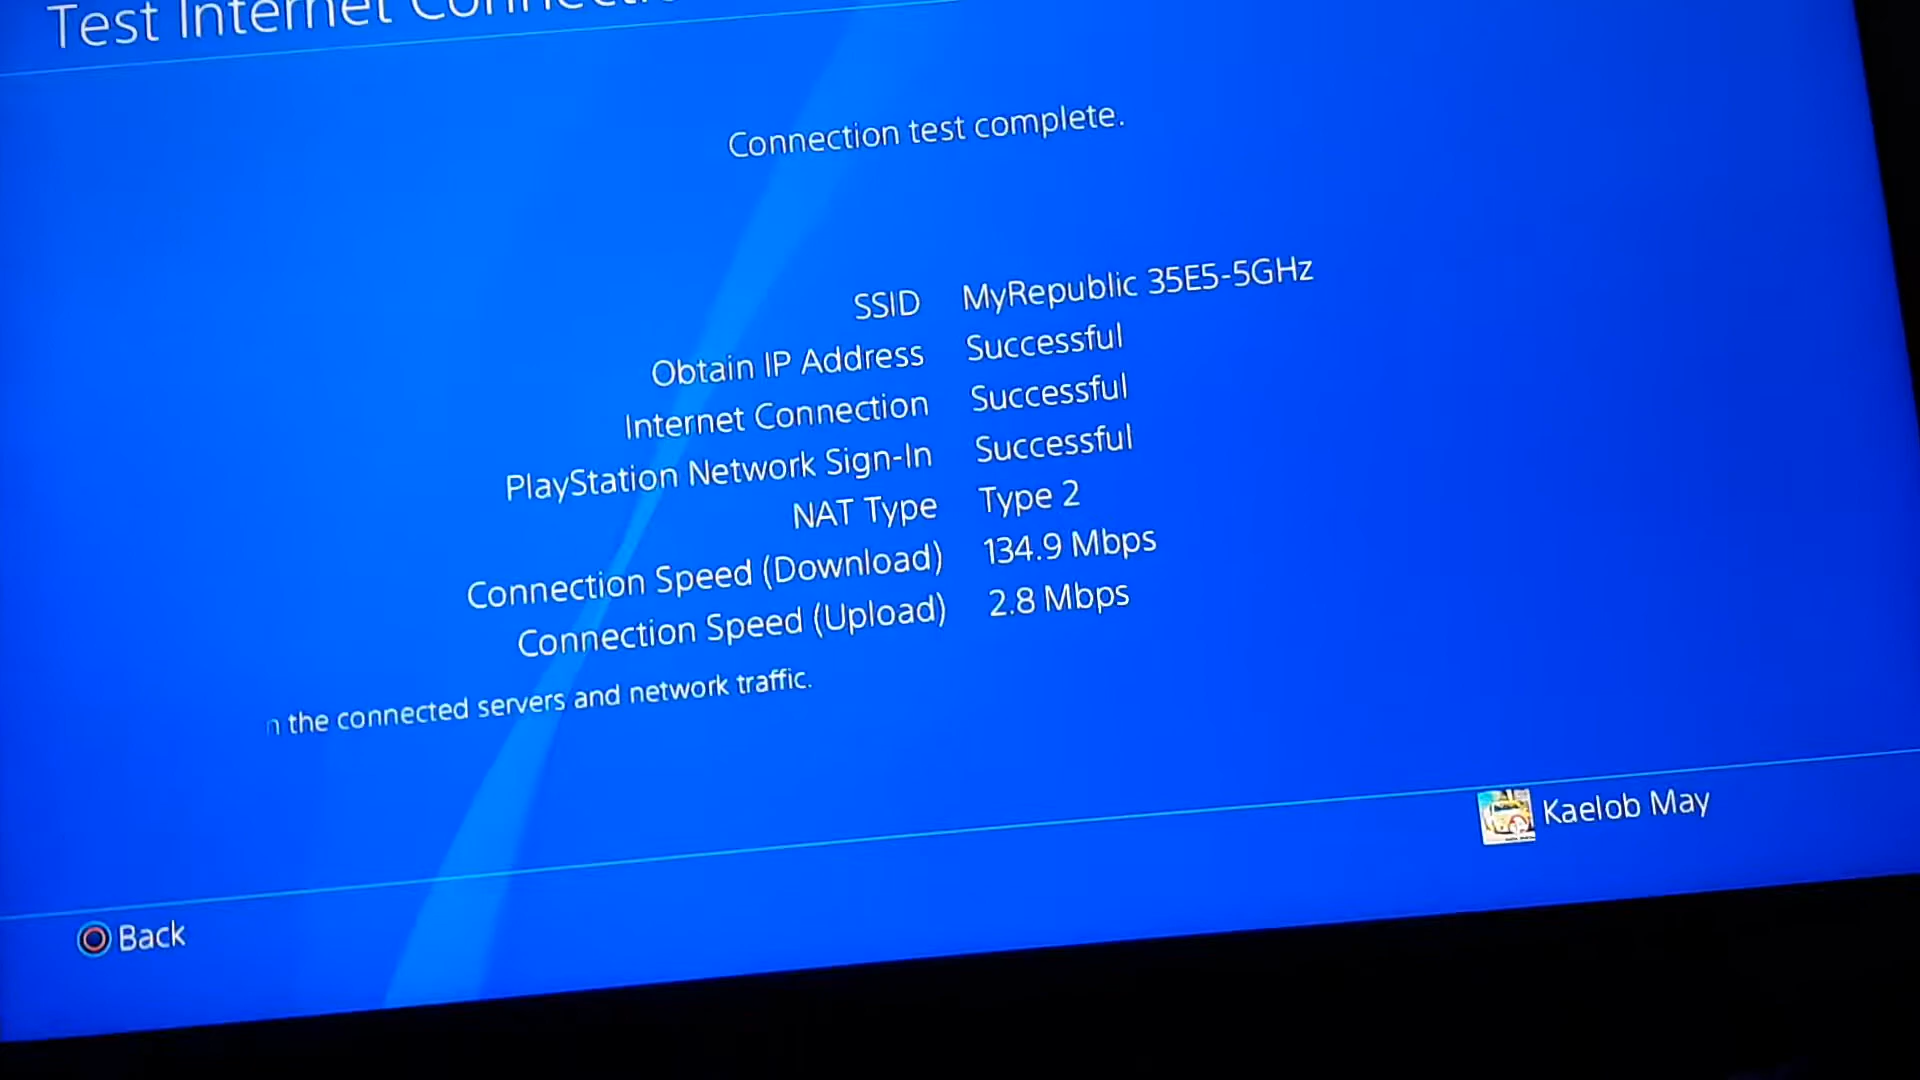 Test Internet
Connection test complete.
SSID MyRepublic 35E5-5GHz
Obtain IP Address Successful
Internet Connection Successful
PlayStation Network Sign-In Successful
NAT Type Type 2
Connection Speed (Download) 134.9 Mbps
Connection Speed (Upload) 2.8 Mbps
the connected servers and network traffic.
Kaelob May
Back